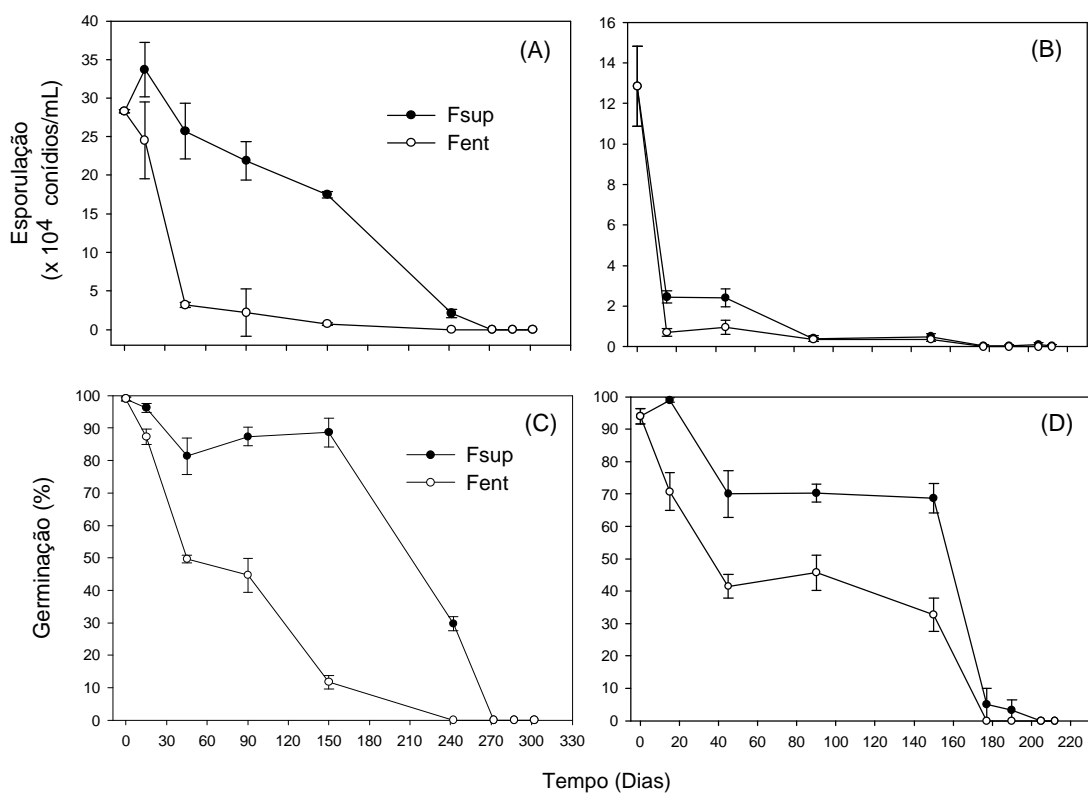 Esporulação
(x 10⁴ conídios/mL)
40
35
30
25
20
15
10
5
0
(A)
Fsup
Fent
16
14
12
10
8
6
4
2
0
(B)
Germinação (%)
100
90
80
70
60
50
40
30
20
10
0
(C)
Fsup
Fent
0 30 60 90 120 150 180 210 240 270 300 330
100
90
80
70
60
50
40
30
20
10
0
(D)
0 20 40 60 80 100 120 140 160 180 200 220
Tempo (Dias)